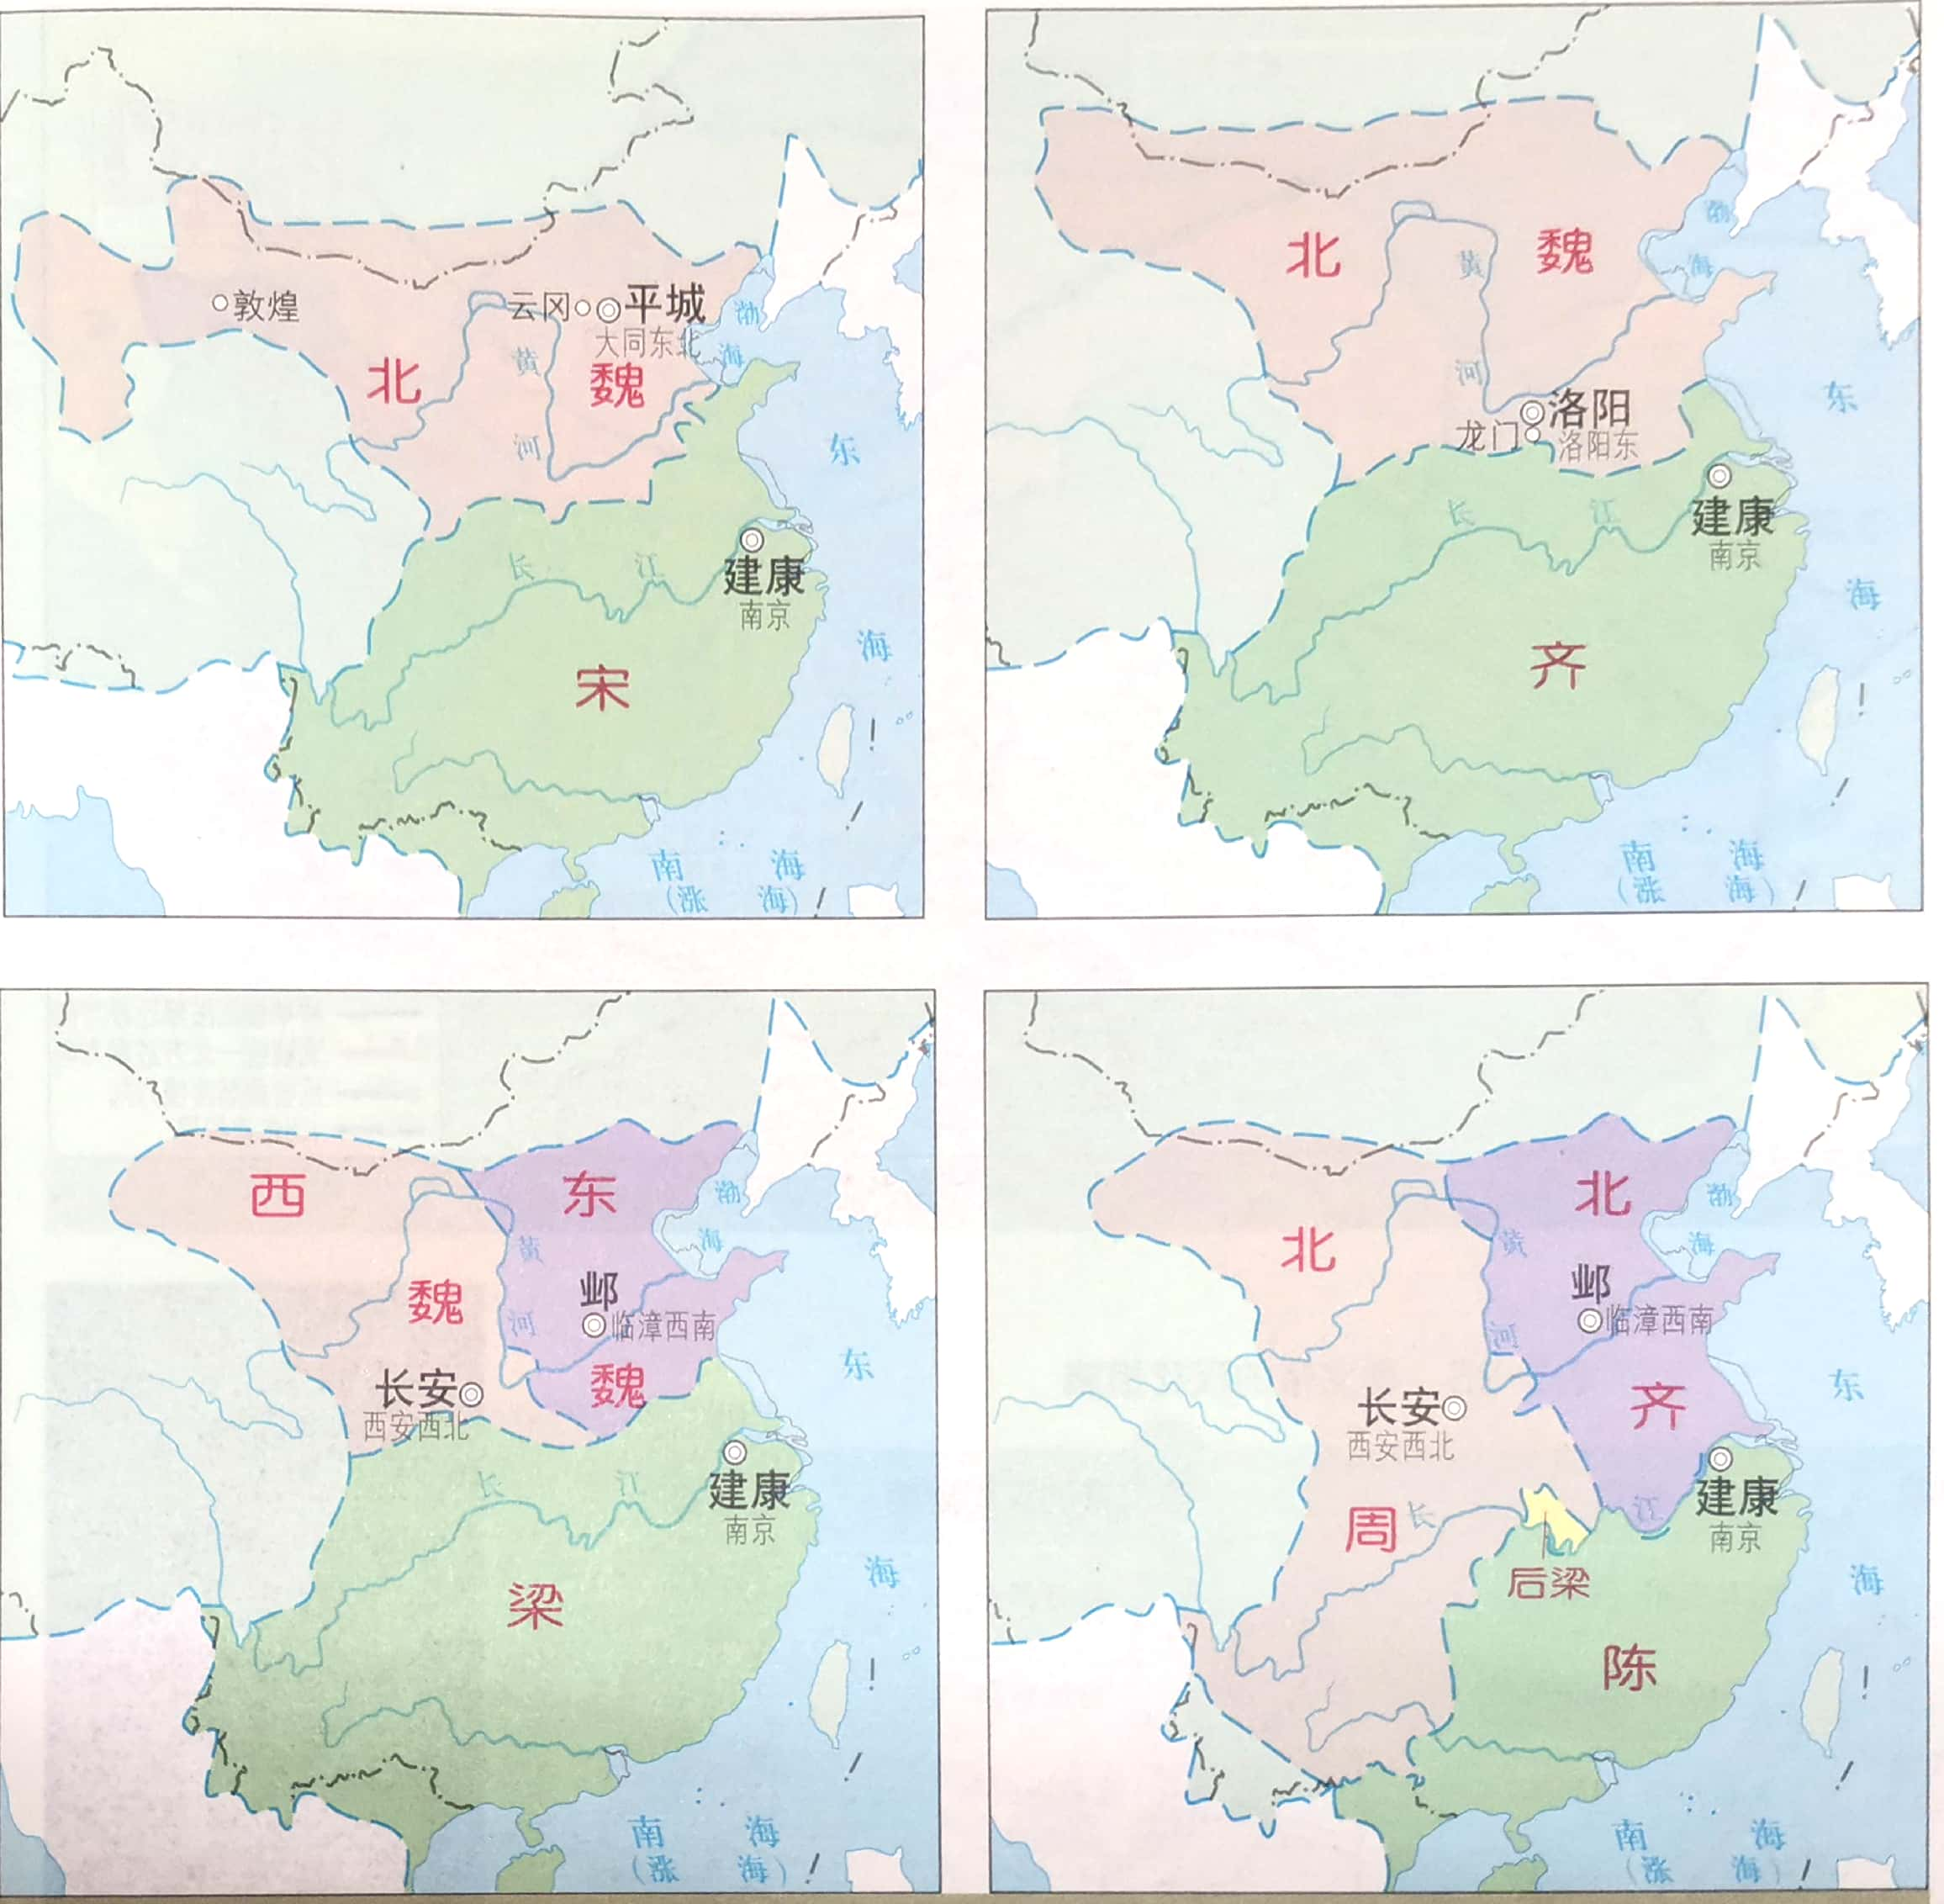 敦煌
云冈
平城
大同东北
北
魏
黄
河
渤
海
东
海
长
江
建康
南京
宋
南 海
(涨 海)
北
魏
黄
河
渤
海
洛阳
龙门
洛阳东
东
海
长
江
建康
南京
齐
南 海
(涨 海)
西
魏
东
魏
黄
河
渤
海
邺
临漳西南
长安
西安西北
东
海
长
江
建康
南京
梁
南 海
(涨 海)
北
周
北
齐
黄
河
渤
海
邺
临漳西南
长安
西安西北
东
海
长
江
建康
南京
后梁
陈
南 海
(涨 海)